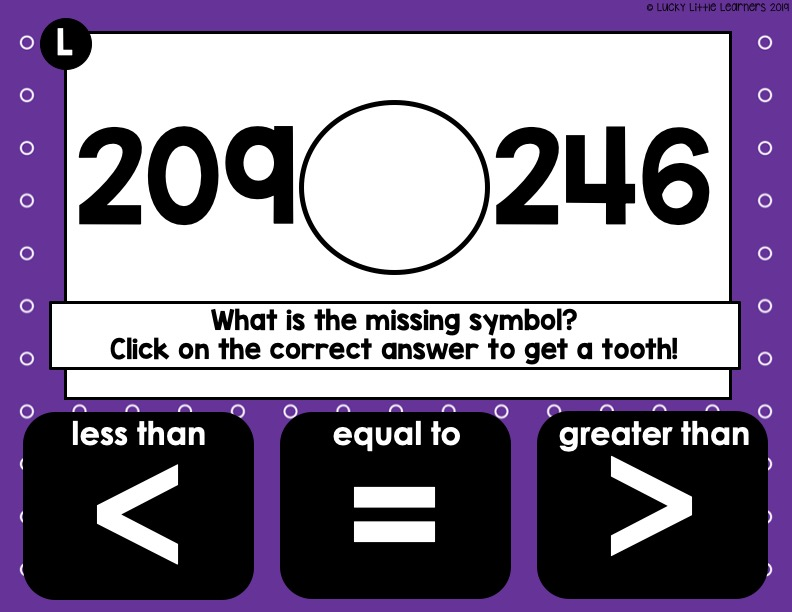 © Lucky Little Learners 2019
L
209 246
What is the missing symbol?
Click on the correct answer to get a tooth!
less than equal to greater than
< = >